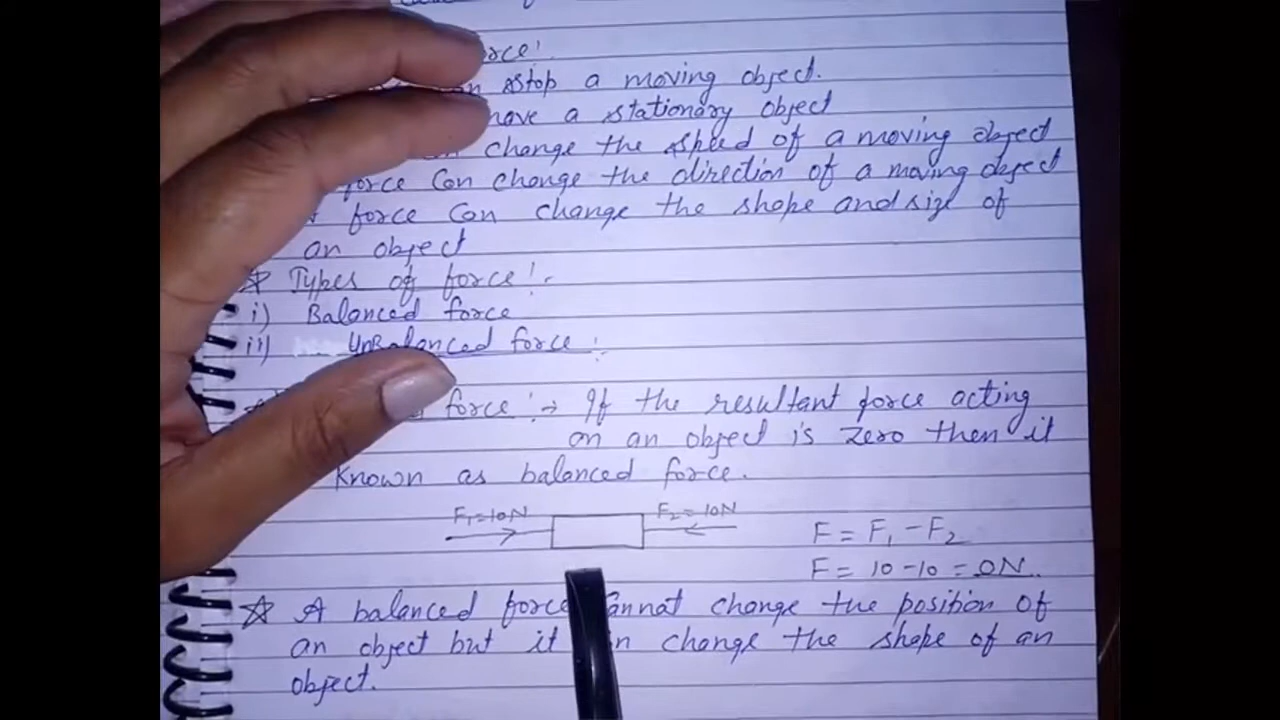 orce!
stop a moving object.
move a stationary object
change the speed of a moving object
force Can change the direction of a moving object
force Can change the shape and size of
an object
☆ Types of force!-
i) Balanced force
ii) UnBalanced force :-
force :→ If the resultant force acting
on an object is zero then it
Known as balanced force.
F₁=10N F₂=10N
F = F₁ - F₂
F = 10 - 10 = 0N.
☆ A balanced force cannot change the position of
an object but it change the shape of an
object.